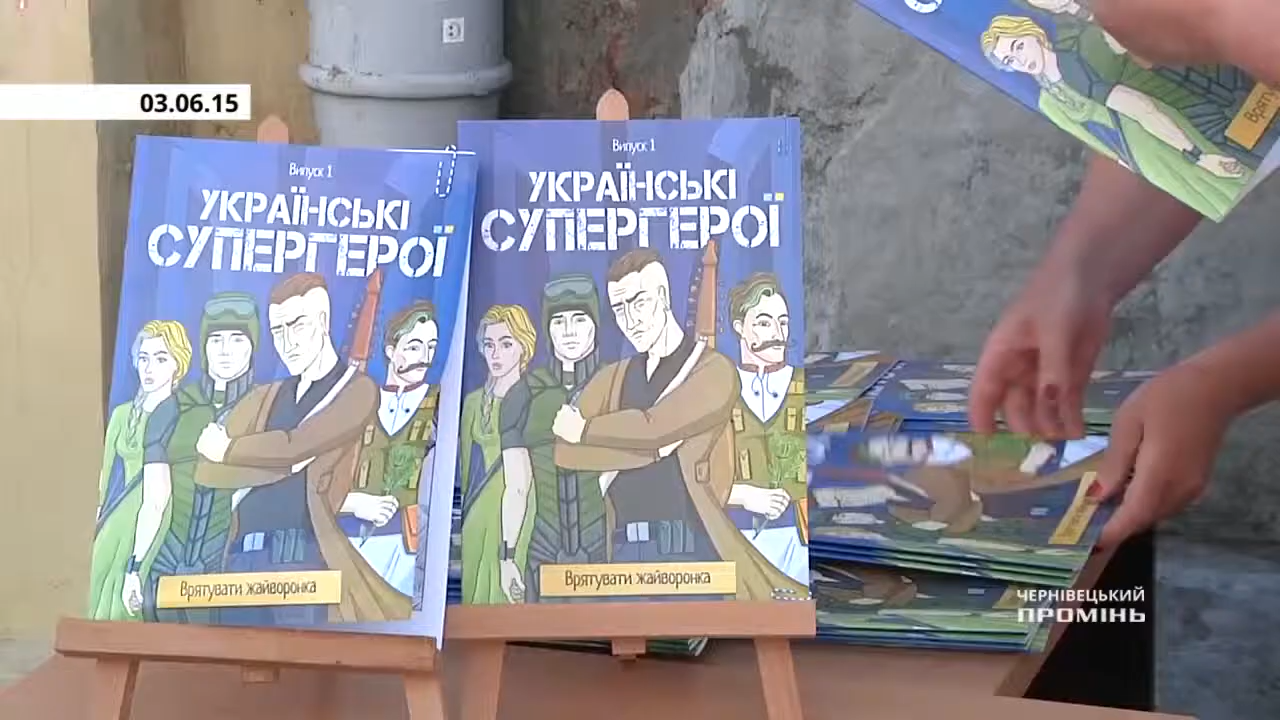 03.06.15
Випуск 1
УКРАЇНСЬКІ
СУПЕРГЕРОЇ
Врятувати жайворонка
Випуск 1
УКРАЇНСЬКІ
СУПЕРГЕРОЇ
Врятувати жайворонка
ЧЕРНІВЕЦЬКИЙ
ПРОМІНЬ